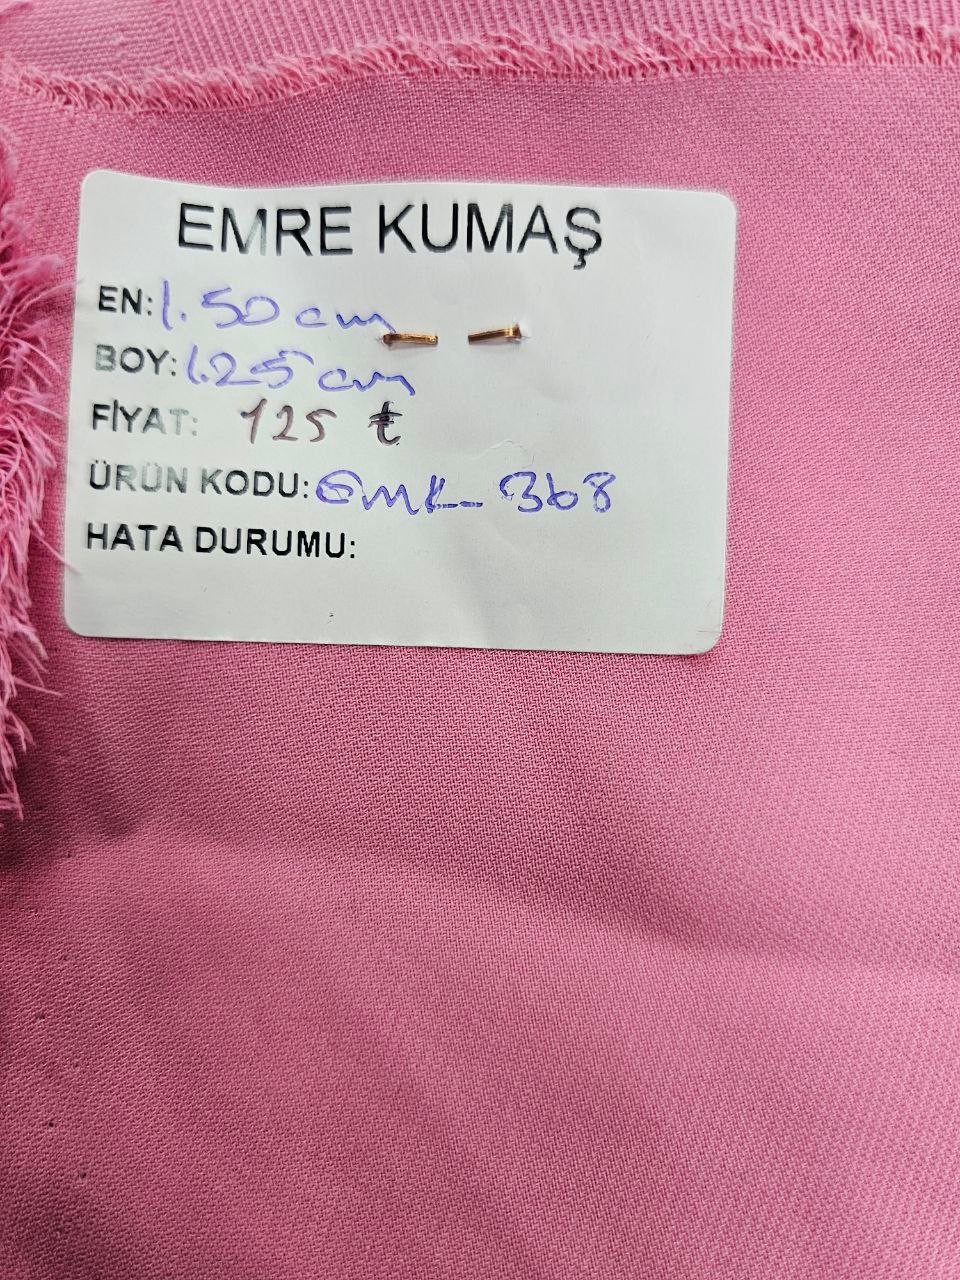 EMRE KUMAŞ
EN: 1.50 cm
BOY: 1.25 cm
FİYAT: 125 ₺
ÜRÜN KODU: EMK-368
HATA DURUMU: